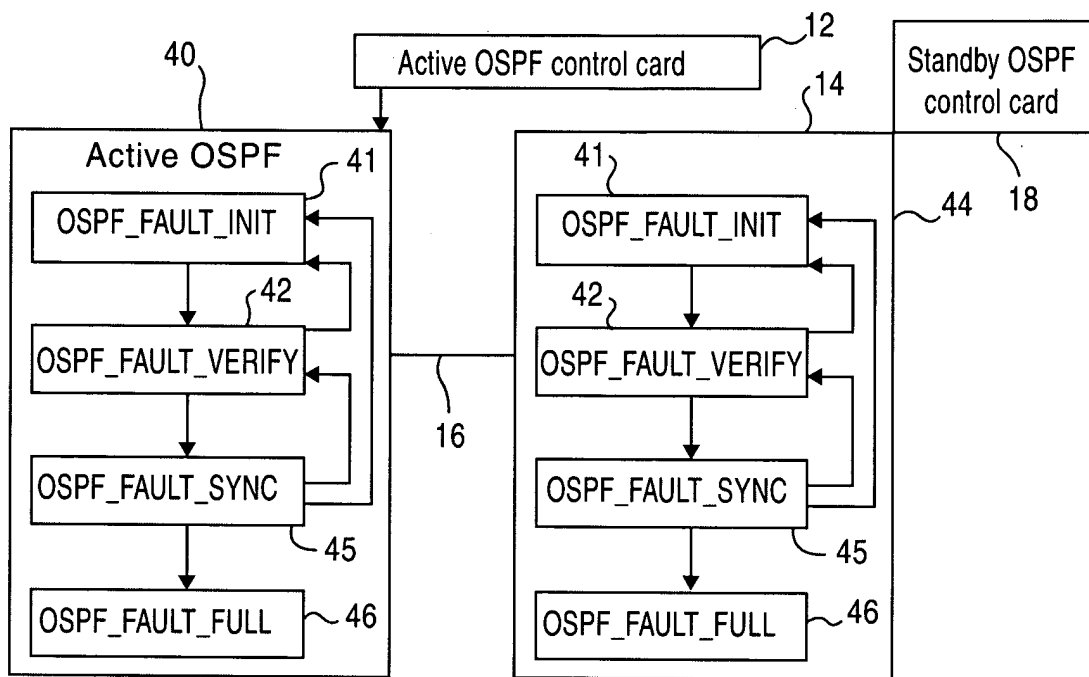 12
Active OSPF control card
40
Standby OSPF
control card
14
18
44
Active OSPF
41
OSPF_FAULT_INIT
42
OSPF_FAULT_VERIFY
OSPF_FAULT_SYNC
45
OSPF_FAULT_FULL
46
16
41
OSPF_FAULT_INIT
42
OSPF_FAULT_VERIFY
OSPF_FAULT_SYNC
45
OSPF_FAULT_FULL
46